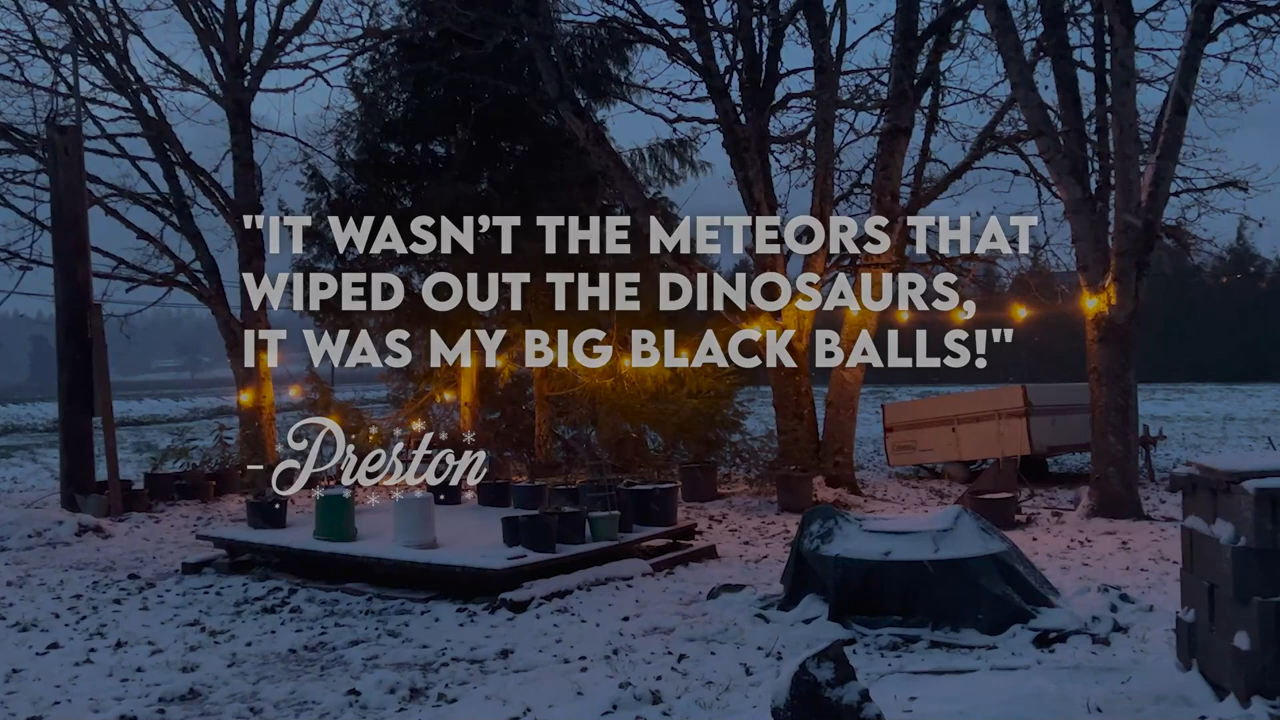 "IT WASN’T THE METEORS THAT
WIPED OUT THE DINOSAURS,
IT WAS MY BIG BLACK BALLS!"
- Preston